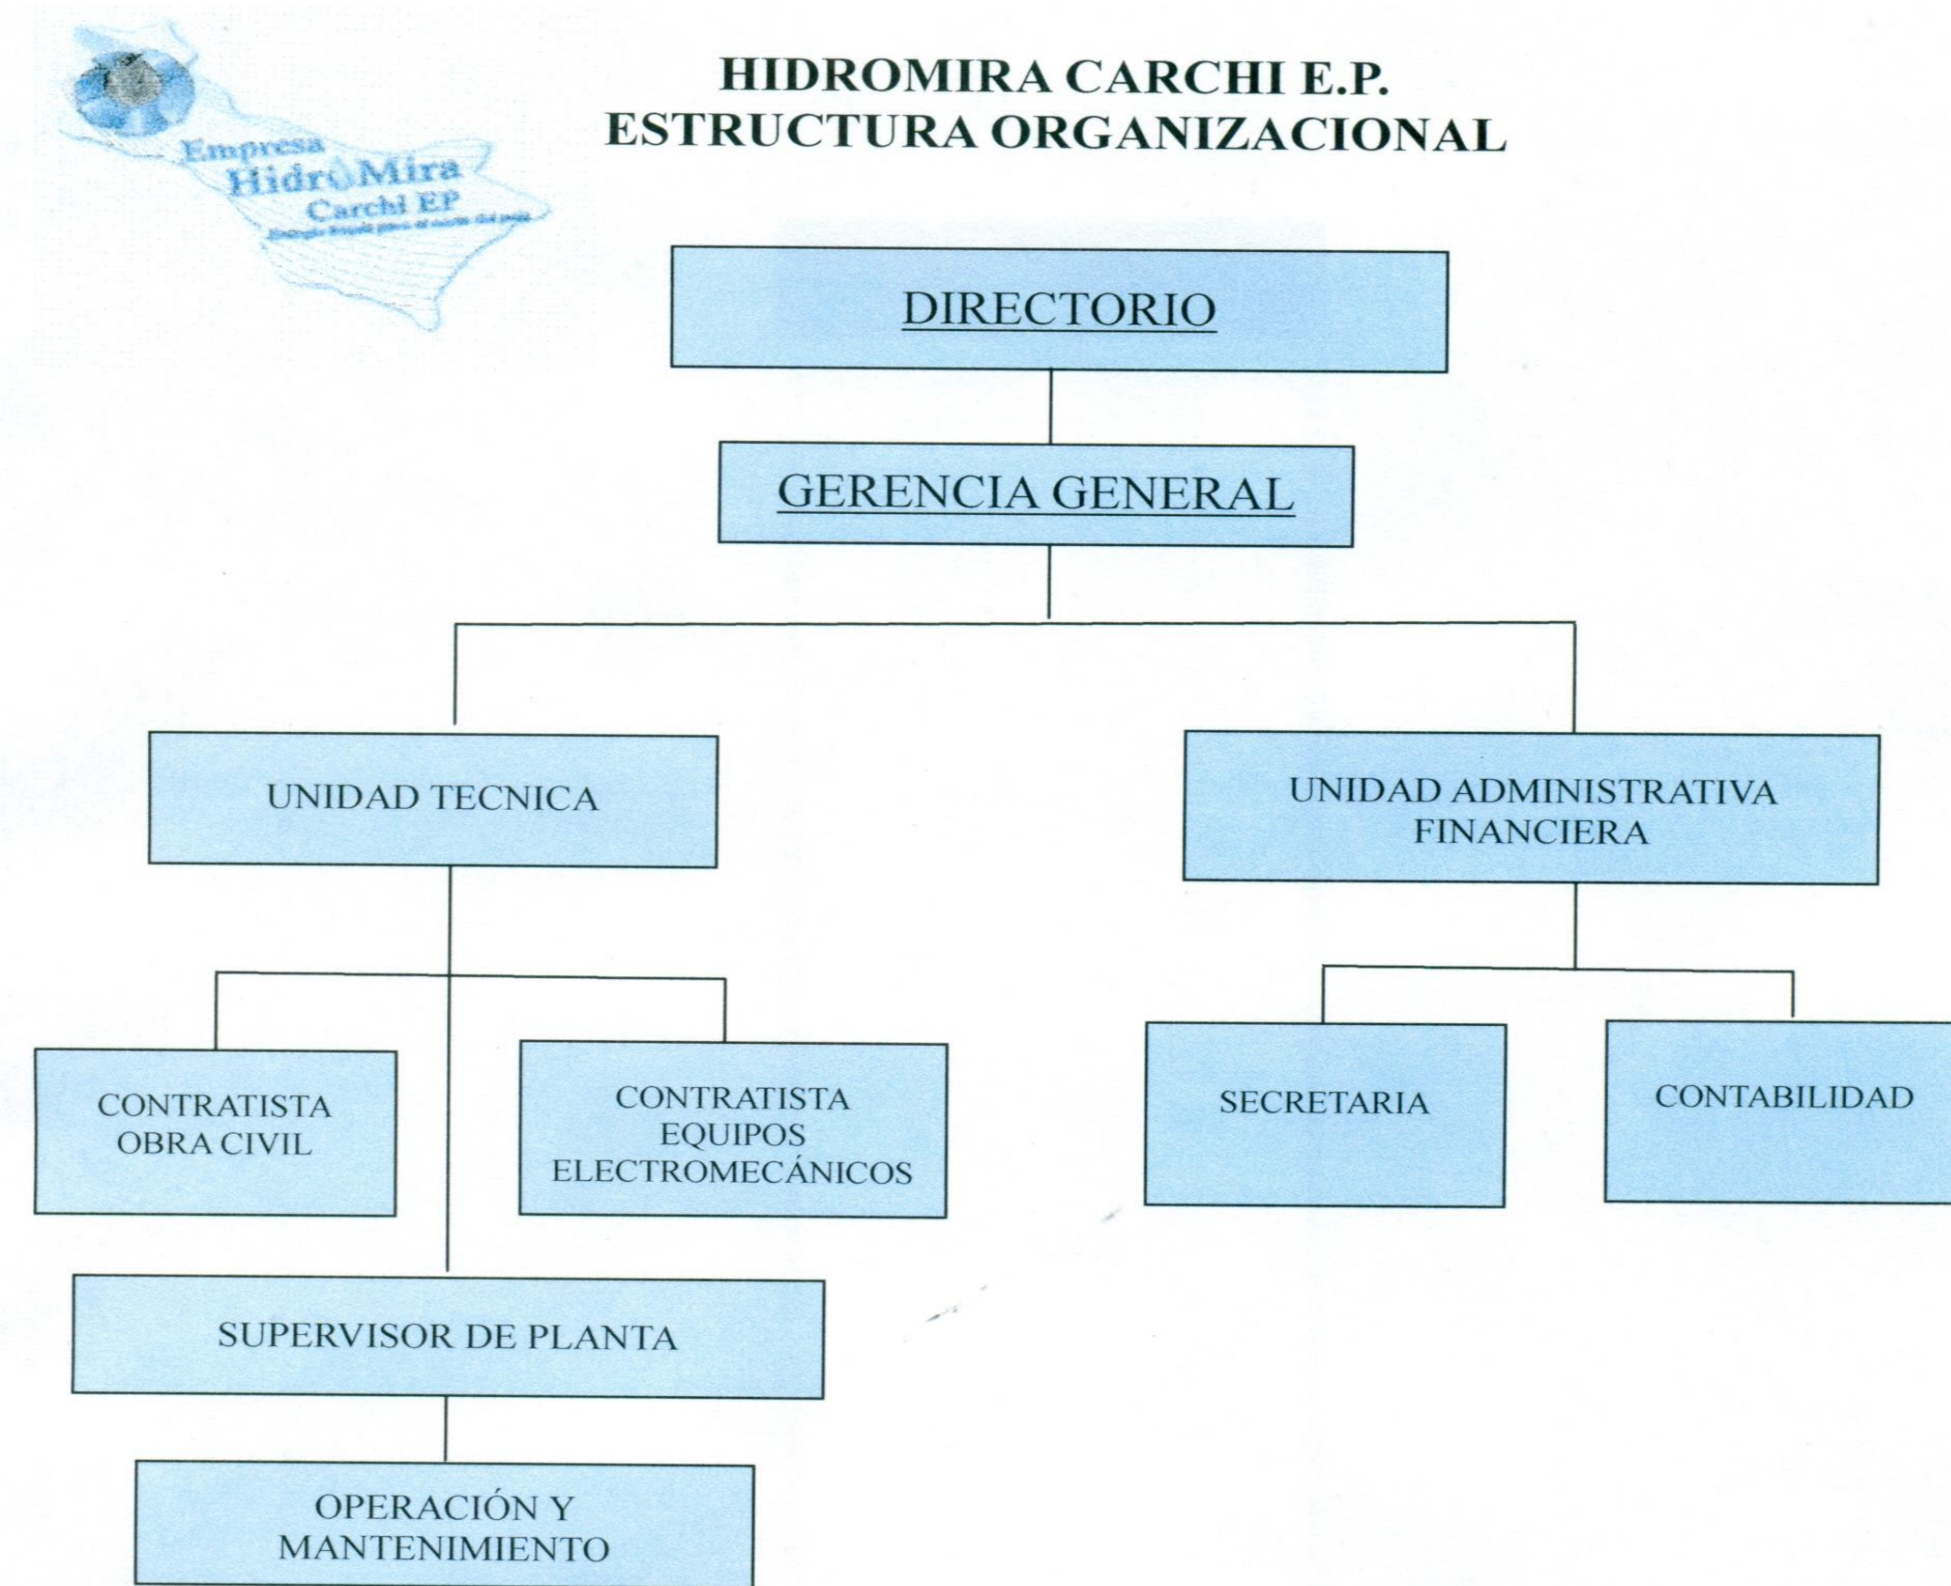 HIDROMIRA CARCHI E.P.
ESTRUCTURA ORGANIZACIONAL
Empresa
HidroMira
Carchi EP
DIRECTORIO
GERENCIA GENERAL
UNIDAD TECNICA
UNIDAD ADMINISTRATIVA
FINANCIERA
CONTRATISTA
OBRA CIVIL
CONTRATISTA
EQUIPOS
ELECTROMECÁNICOS
SECRETARIA
CONTABILIDAD
SUPERVISOR DE PLANTA
OPERACIÓN Y
MANTENIMIENTO